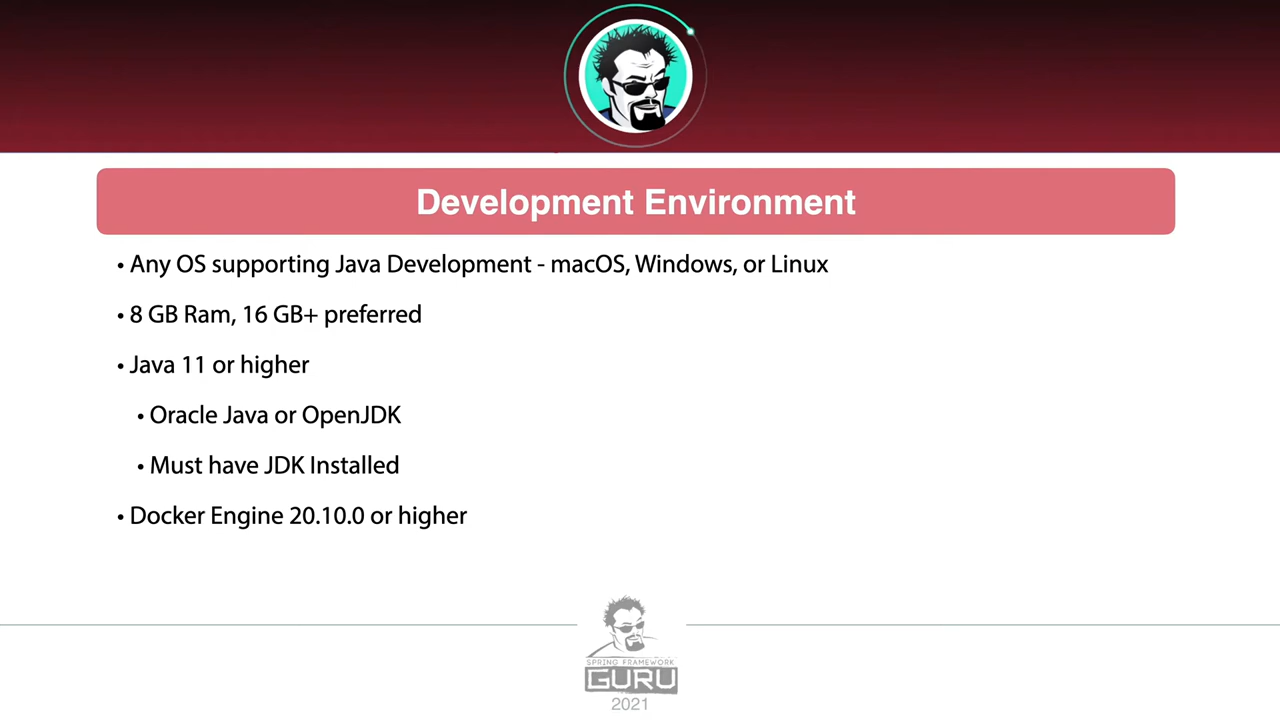 Development Environment
• Any OS supporting Java Development - macOS, Windows, or Linux
• 8 GB Ram, 16 GB+ preferred
• Java 11 or higher
• Oracle Java or OpenJDK
• Must have JDK Installed
• Docker Engine 20.10.0 or higher
SPRING FRAMEWORK
GURU
2021